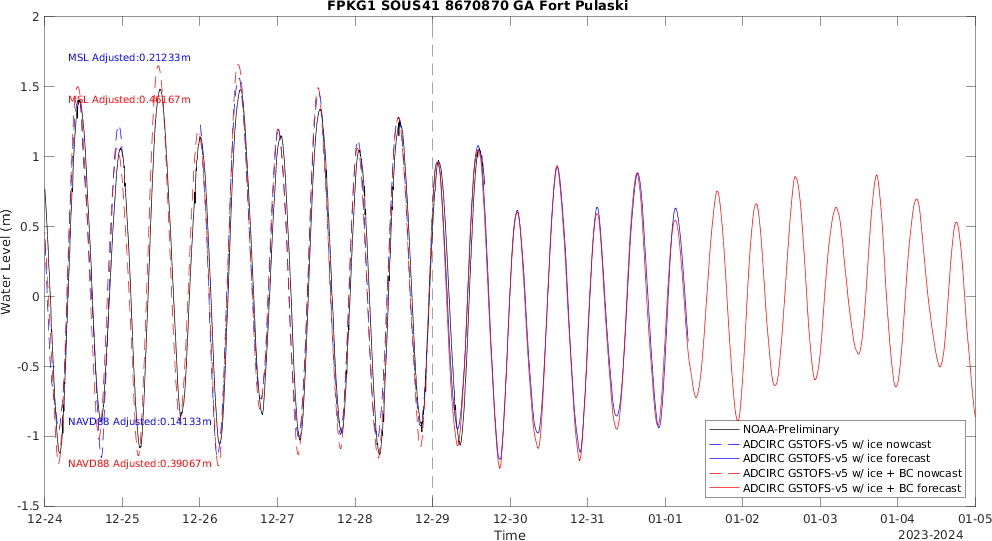 FPKG1 SOUS41 8670870 GA Fort Pulaski
2
1.5
1
0.5
0
-0.5
-1
-1.5
Water Level (m)
MSL Adjusted:0.21233m
MSL Adjusted:0.46167m
NAVD88 Adjusted:0.14133m
NAVD88 Adjusted:0.39067m
NOAA-Preliminary
ADCIRC GSTOFS-v5 w/ ice nowcast
ADCIRC GSTOFS-v5 w/ ice forecast
ADCIRC GSTOFS-v5 w/ ice + BC nowcast
ADCIRC GSTOFS-v5 w/ ice + BC forecast
12-24 12-25 12-26 12-27 12-28 12-29 12-30 12-31 01-01 01-02 01-03 01-04 01-05
Time
2023-2024